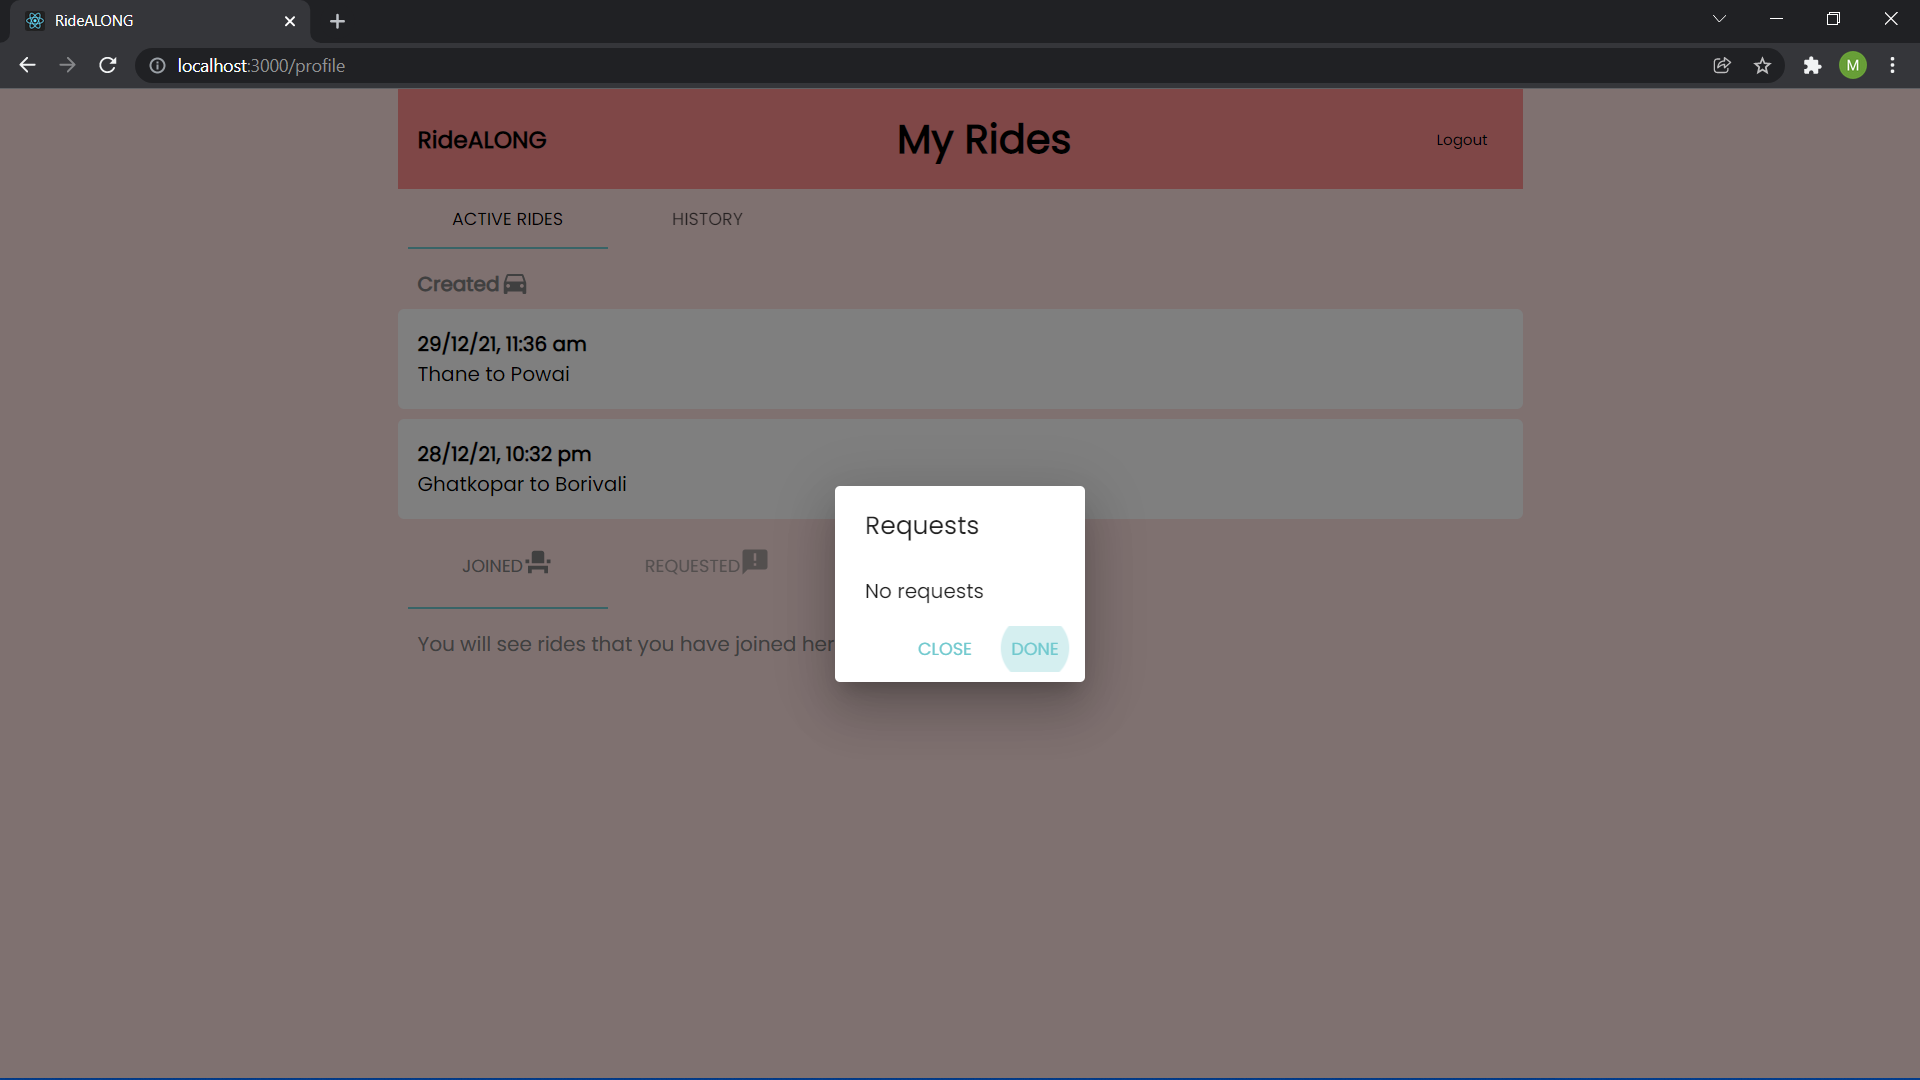 RideALONG
localhost:3000/profile
M
RideALONG
My Rides
Logout
ACTIVE RIDES
HISTORY
Created
29/12/21, 11:36 am
Thane to Powai
28/12/21, 10:32 pm
Ghatkopar to Borivali
JOINED
REQUESTED
You will see rides that you have joined her
Requests
No requests
CLOSE
DONE